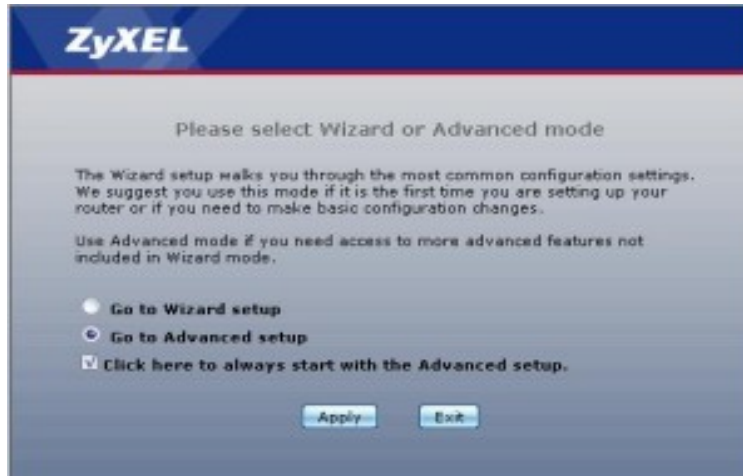 ZyXEL
Please select Wizard or Advanced mode
The Wizard setup walks you through the most common configuration settings.
We suggest you use this mode if it is the first time you are setting up your
router or if you need to make basic configuration changes.
Use Advanced mode if you need access to more advanced features not
included in Wizard mode.
Go to Wizard setup
Go to Advanced setup
Click here to always start with the Advanced setup.
Apply
Exit